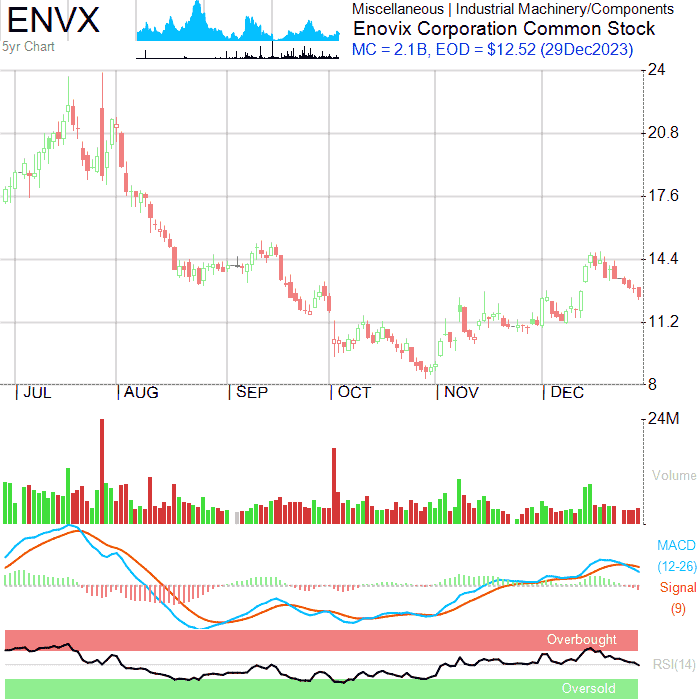 ENVX
5yr Chart
Miscellaneous | Industrial Machinery/Components
Enovix Corporation Common Stock
MC = 2.1B, EOD = $12.52 (29Dec2023)
24
20.8
17.6
14.4
11.2
8
|JUL |AUG |SEP |OCT |NOV |DEC
24M
Volume
MACD
(12-26)
Signal
(9)
Overbought
RSI(14)
Oversold